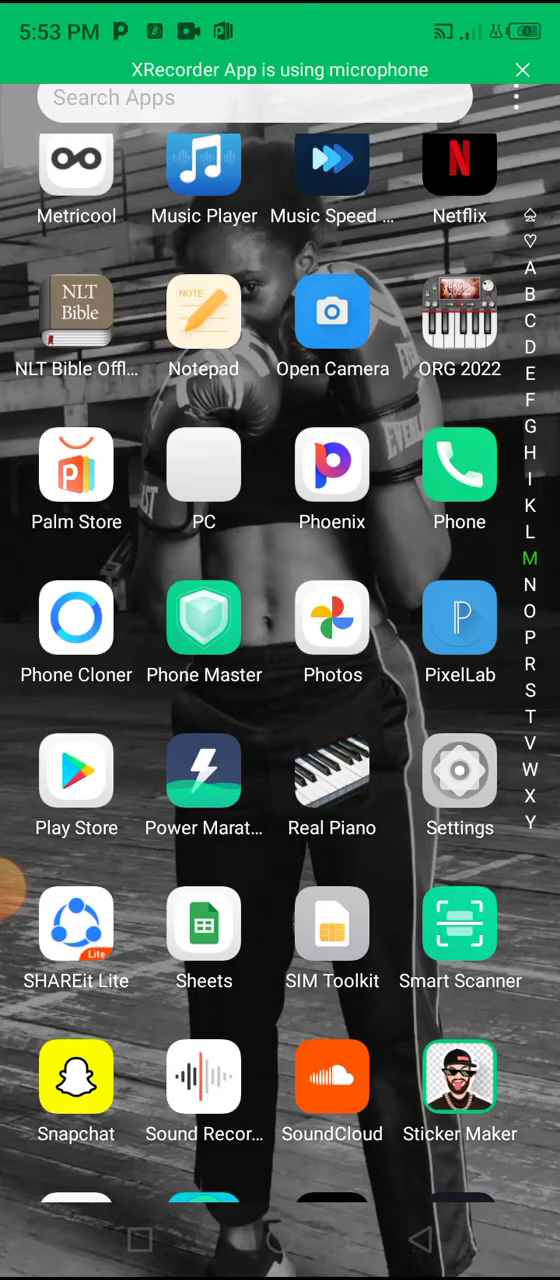 5:53 PM
60
XRecorder App is using microphone
Search Apps
Metricool Music Player Music Speed ... Netflix
N
NLT
Bible
NOTE
NLT Bible Offl... Notepad Open Camera ORG 2022
Palm Store PC Phoenix Phone
Phone Cloner Phone Master Photos PixelLab
Play Store Power Marat... Real Piano Settings
Lite
SHAREit Lite Sheets SIM Toolkit Smart Scanner
Snapchat Sound Recor... SoundCloud Sticker Maker
A
B
C
D
E
F
G
H
I
K
L
M
N
O
P
R
S
T
V
W
X
Y